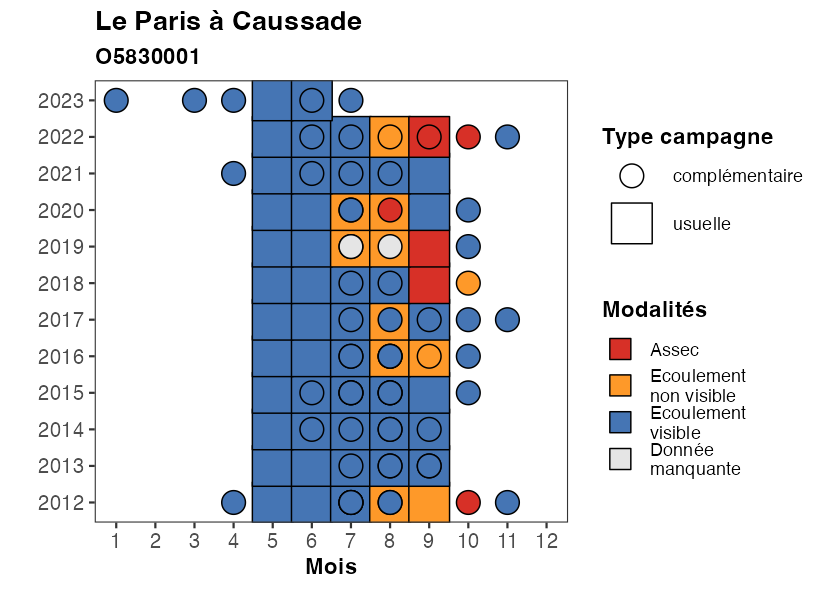 Le Paris à Caussade
O5830001
2023
2022
2021
2020
2019
2018
2017
2016
2015
2014
2013
2012
1 2 3 4 5 6 7 8 9 10 11 12
Mois
Type campagne
complémentaire
usuelle
Modalités
Assec
Ecoulement
non visible
Ecoulement
visible
Donnée
manquante